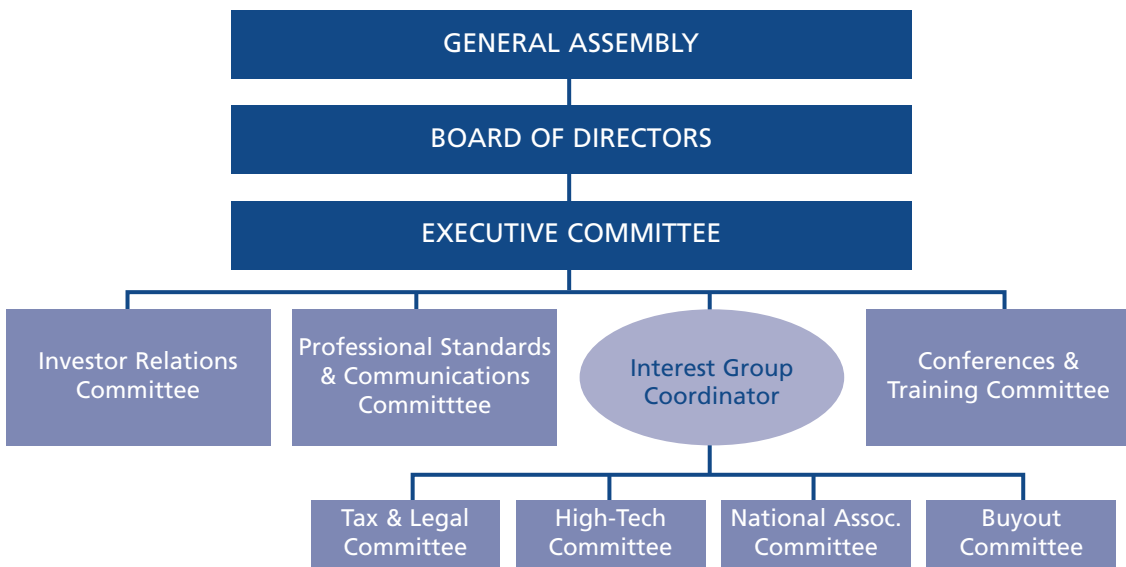 GENERAL ASSEMBLY
BOARD OF DIRECTORS
EXECUTIVE COMMITTEE
Investor Relations
Committee
Professional Standards
& Communications
Committtee
Interest Group
Coordinator
Conferences &
Training Committee
Tax & Legal
Committee
High-Tech
Committee
National Assoc.
Committee
Buyout
Committee